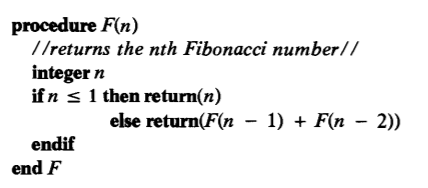 procedure F(n)
//returns the nth Fibonacci number//
integer n
if n ≤ 1 then return(n)
else return(F(n − 1) + F(n − 2))
endif
end F